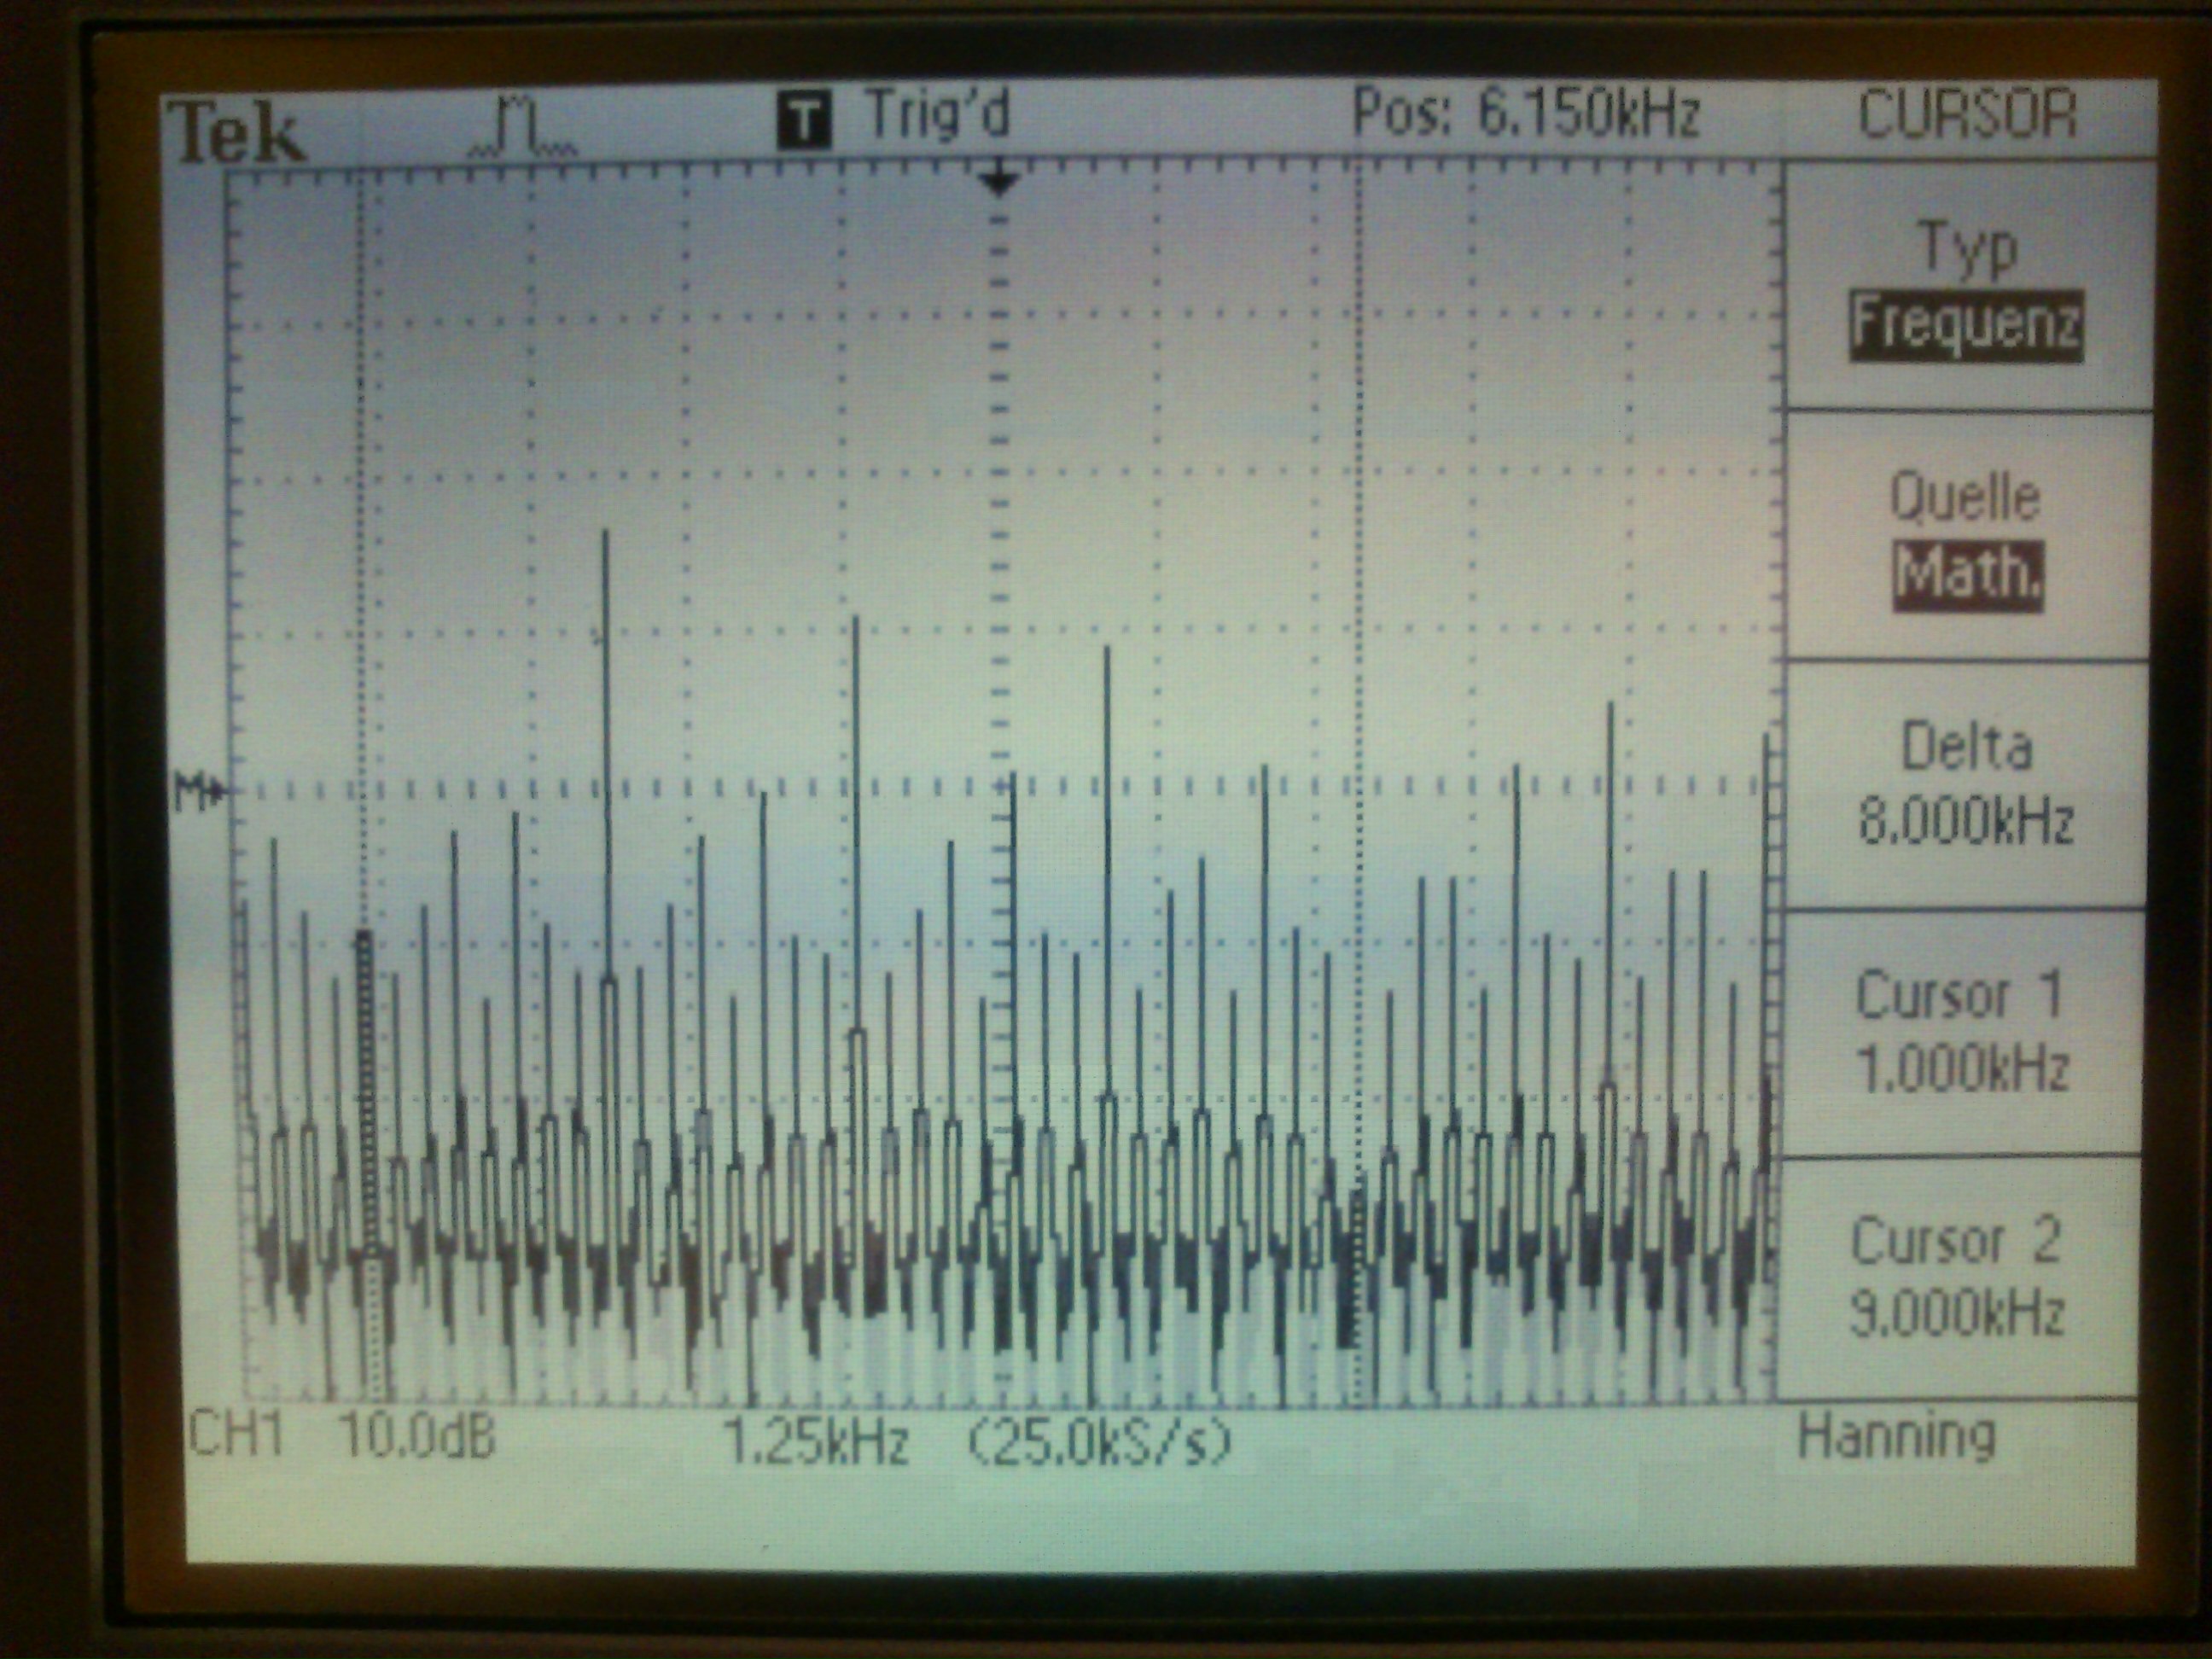 Tek T Trig'd Pos: 6.150kHz CURSOR
Typ
Frequenz
Quelle
Math.
Delta
8.000kHz
Cursor 1
1.000kHz
Cursor 2
9.000kHz
M
CH1 10.0dB 1.25kHz (25.0kS/s) Hanning